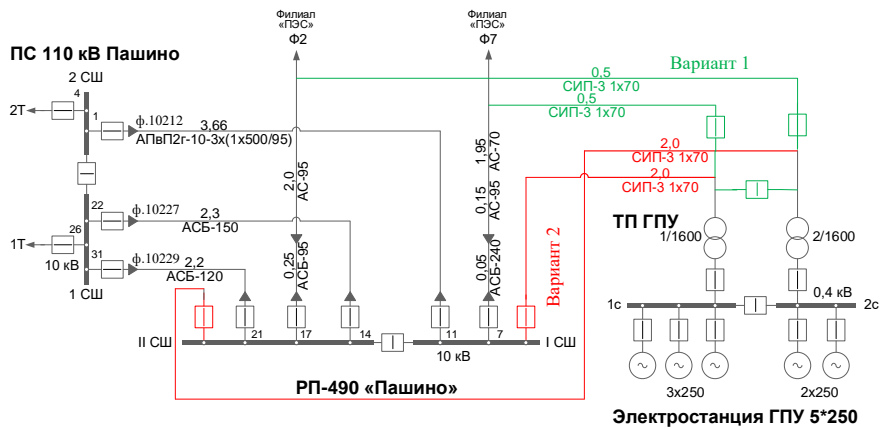 Филиал
«ПЭС»
Ф2
Филиал
«ПЭС»
Ф7
ПС 110 кВ Пашино
2 СШ
4
2Т
1
ф.10212
3,66
АПвП2г-10-3х(1х500/95)
0,5
СИП-3 1х70
Вариант 1
0,5
СИП-3 1х70
2,0
АС-95
1,95
АС-70
2,0
СИП-3 1х70
2,0
СИП-3 1х70
0,15
АС-95
22
ф.10227
2,3
АСБ-150
26
1Т
10 кВ
31
ф.10229
2,2
АСБ-120
1 СШ
0,25
АСБ-95
0,05
АСБ-240
Вариант 2
ТП ГПУ
1/1600
2/1600
0,4 кВ
1с
2с
II СШ
21
17
14
11
7
10 кВ
I СШ
РП-490 «Пашино»
~
~
~
~
~
3х250
2х250
Электростанция ГПУ 5*250